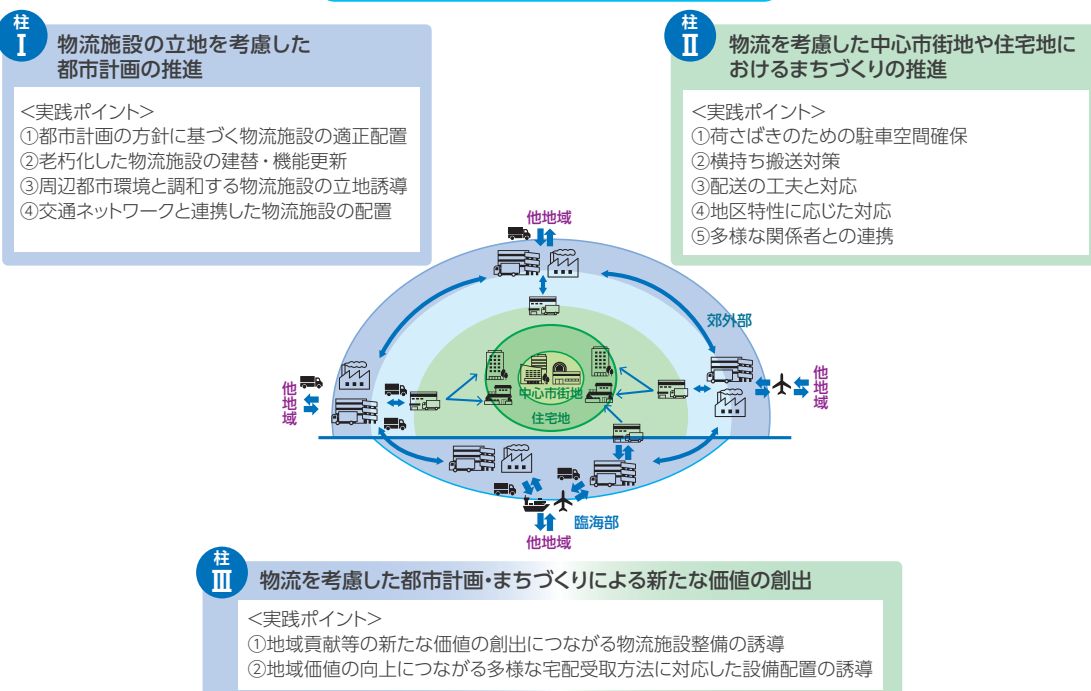 柱
Ⅰ
物流施設の立地を考慮した
都市計画の推進
<実践ポイント>
①都市計画の方針に基づく物流施設の適正配置
②老朽化した物流施設の建替・機能更新
③周辺都市環境と調和する物流施設の立地誘導
④交通ネットワークと連携した物流施設の配置
柱
Ⅱ
物流を考慮した中心市街地や住宅地に
おけるまちづくりの推進
<実践ポイント>
①荷さばきのための駐車空間確保
②横持ち搬送対策
③配送の工夫と対応
④地区特性に応じた対応
⑤多様な関係者との連携
他地域
郊外部
他地域
他地域
中心市街地
住宅地
臨海部
他地域
柱
Ⅲ
物流を考慮した都市計画・まちづくりによる新たな価値の創出
<実践ポイント>
①地域貢献等の新たな価値の創出につながる物流施設整備の誘導
②地域価値の向上につながる多様な宅配受取方法に対応した設備配置の誘導